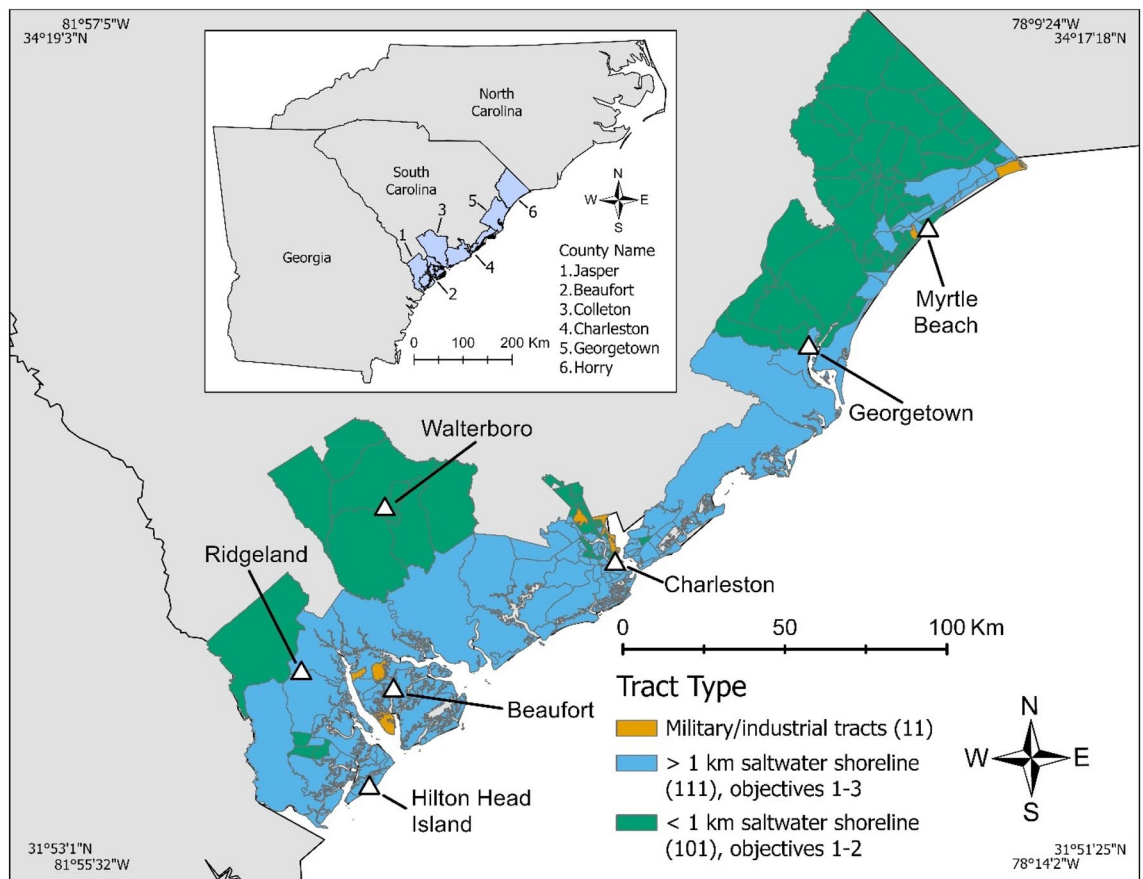 81°57'5"W
34°19'3"N
78°9'24"W
34°17'18"N
North
Carolina
South
Carolina
Georgia
1
2
3
4
5
6
N
W E
S
County Name
1.Jasper
2.Beaufort
3.Colleton
4.Charleston
5.Georgetown
6.Horry
0 100 200 Km
Myrtle
Beach
Georgetown
Walterboro
Ridgeland
Charleston
Beaufort
Hilton Head
Island
0 50 100 Km
Tract Type
Military/industrial tracts (11)
> 1 km saltwater shoreline
(111), objectives 1-3
< 1 km saltwater shoreline
(101), objectives 1-2
N
W E
S
31°53'1"N
81°55'32"W
31°51'25"N
78°14'2"W